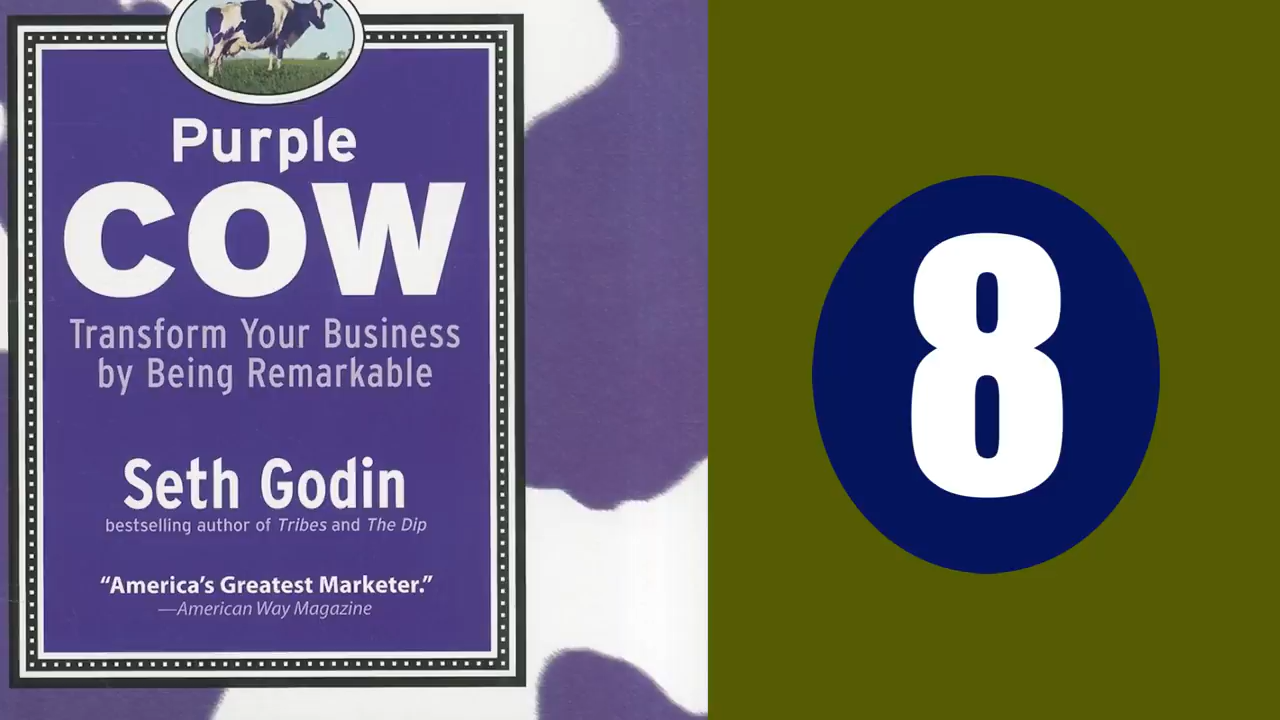 Purple
COW
Transform Your Business
by Being Remarkable
Seth Godin
bestselling author of Tribes and The Dip
“America's Greatest Marketer.”
—American Way Magazine
8